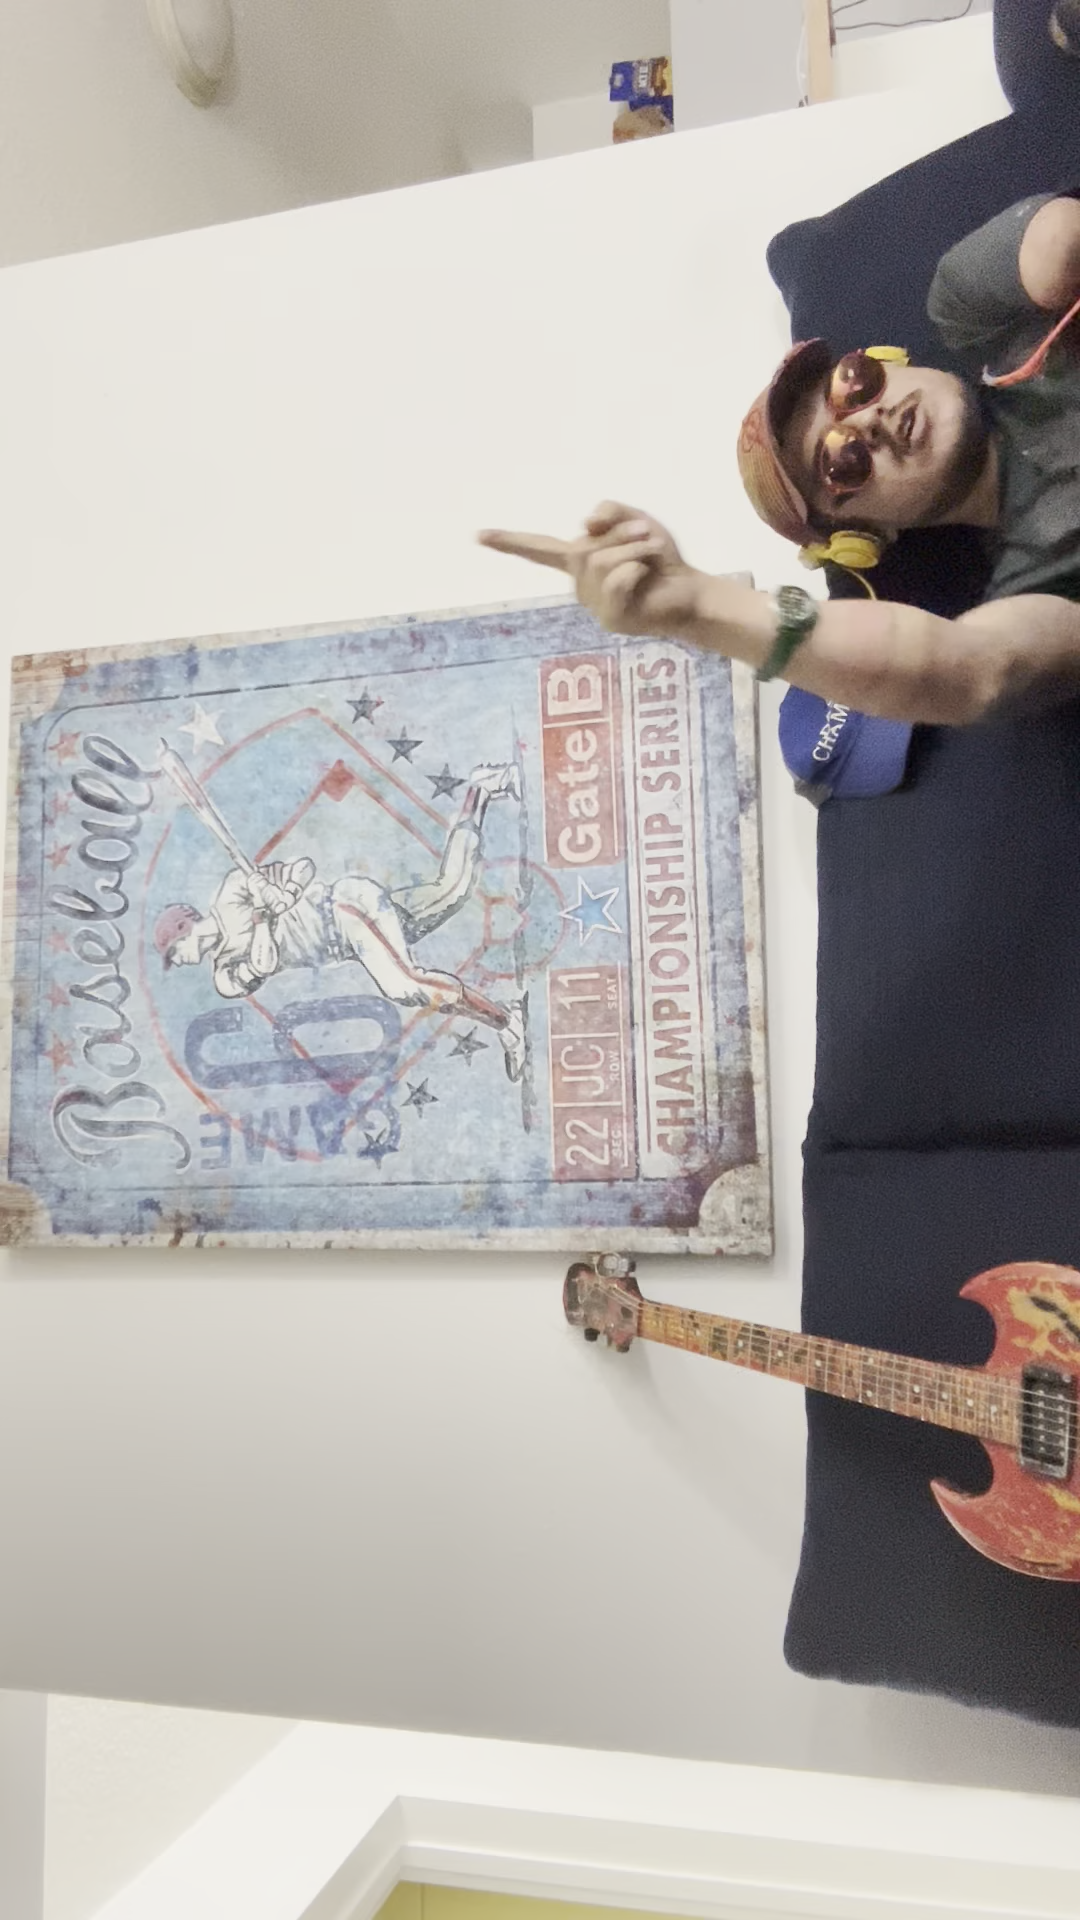 Baseball
GAME
6
Gate B
22 JC 11
SEC. ROW SEAT
CHAMPIONSHIP SERIES
CHAM